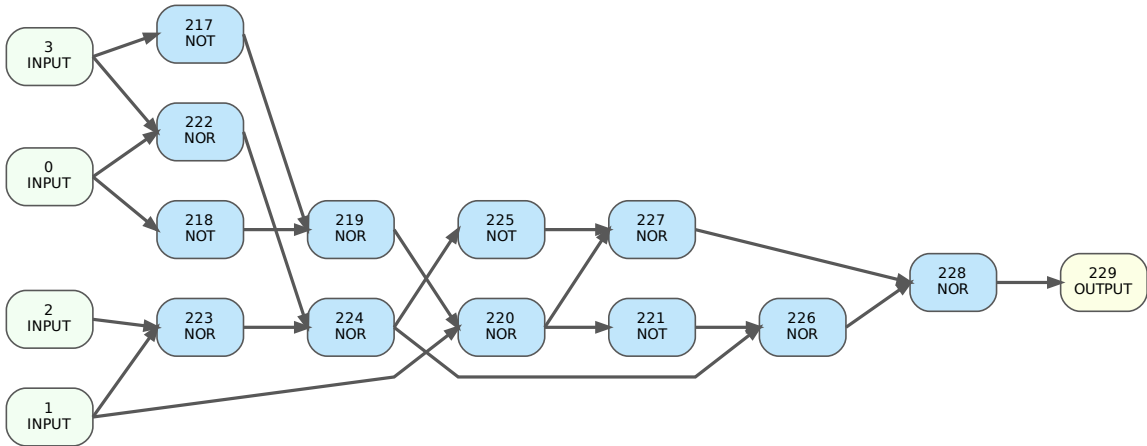 3
INPUT
0
INPUT
2
INPUT
1
INPUT
217
NOT
222
NOR
218
NOT
223
NOR
219
NOR
224
NOR
225
NOT
220
NOR
227
NOR
221
NOT
226
NOR
228
NOR
229
OUTPUT